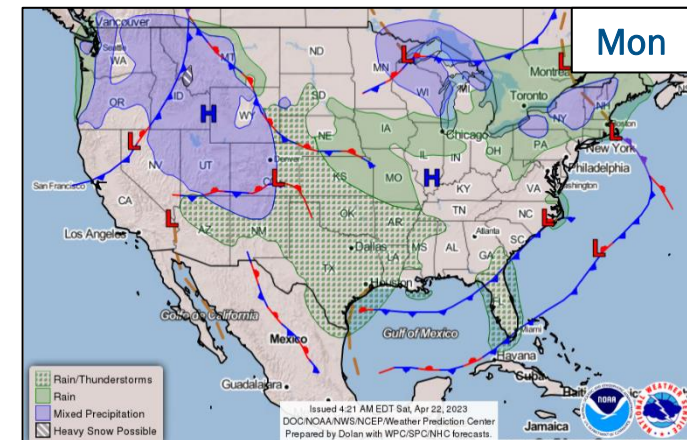 Mon
Vancouver
Seattle
WA
MT
ND
MN
L
L
Montreal
OR
ID
H
WY
SD
WI
MI
Toronto
NY
NH
Boston
L
NV
UT
Denver
NE
IA
Chicago
IL
IN
OH
PA
L
New York
Philadelphia
San Francisco
CA
L
KS
MO
H
KY
VA
Washington
Los Angeles
L
AZ
NM
OK
AR
TN
NC
L
Dallas
TX
LA
MS
AL
Atlanta
GA
SC
L
Houston
Golfo de California
Gulf of Mexico
Miami
Mexico
Havana
Cuba
Guadalajara
Jamaica
Rain/Thunderstorms
Rain
Mixed Precipitation
Heavy Snow Possible
Issued 4:21 AM EDT Sat, Apr 22, 2023
DOC/NOAA/NWS/NCEP/Weather Prediction Center
Prepared by Dolan with WPC/SPC/NHC forecasts.
NOAA